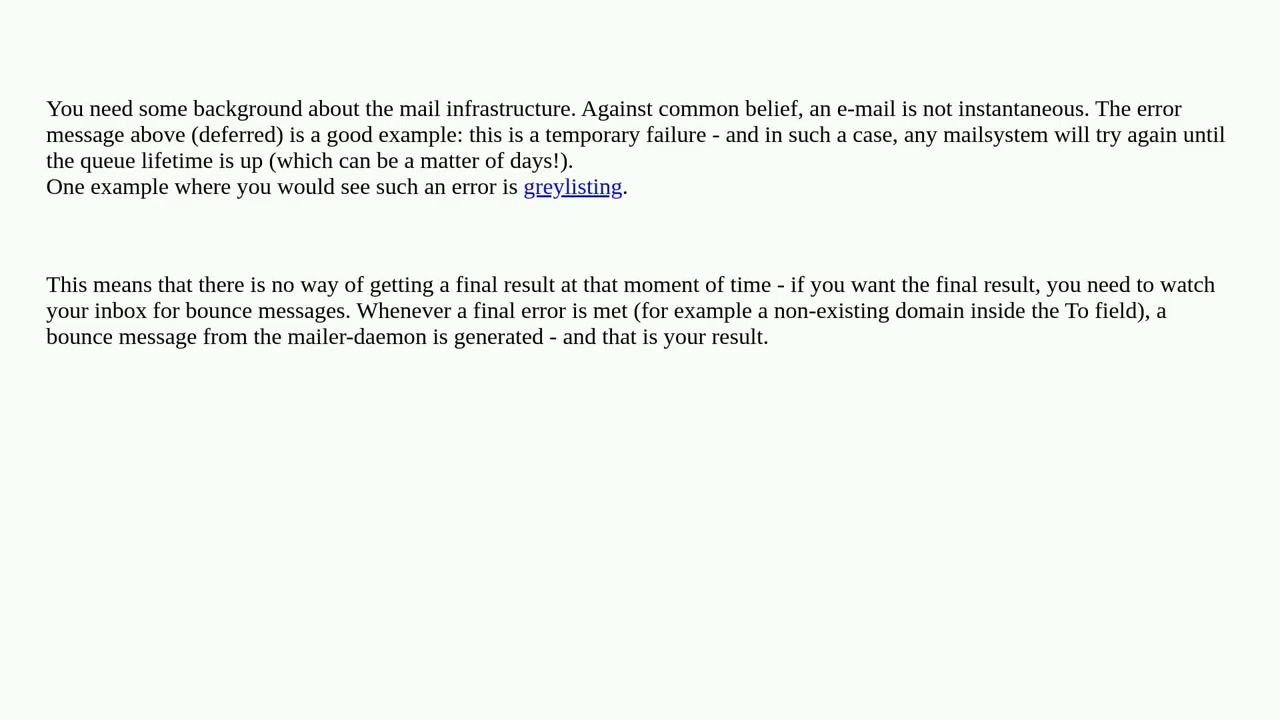 You need some background about the mail infrastructure. Against common belief, an e-mail is not instantaneous. The error
message above (deferred) is a good example: this is a temporary failure - and in such a case, any mailsystem will try again until
the queue lifetime is up (which can be a matter of days!).
One example where you would see such an error is greylisting.
This means that there is no way of getting a final result at that moment of time - if you want the final result, you need to watch
your inbox for bounce messages. Whenever a final error is met (for example a non-existing domain inside the To field), a
bounce message from the mailer-daemon is generated - and that is your result.